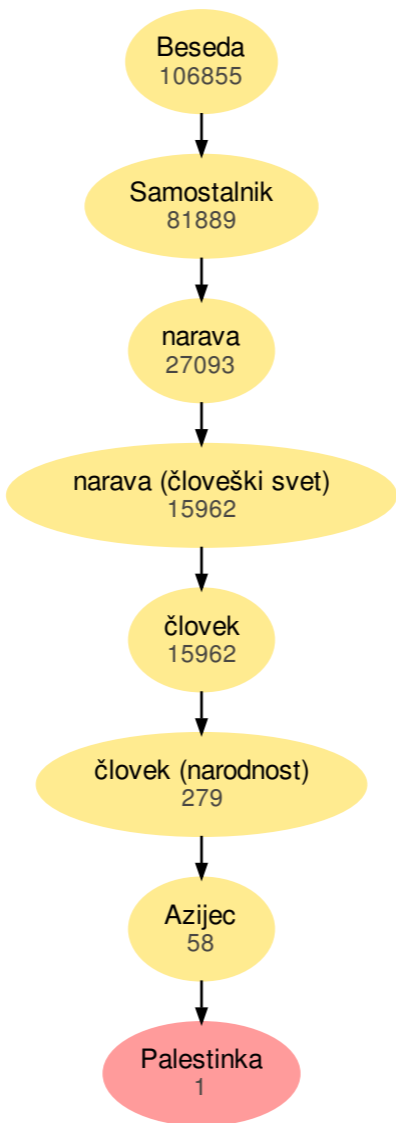 Beseda
106855
Samostalnik
81889
narava
27093
narava (človeški svet)
15962
človek
15962
človek (narodnost)
279
Azijec
58
Palestinka
1